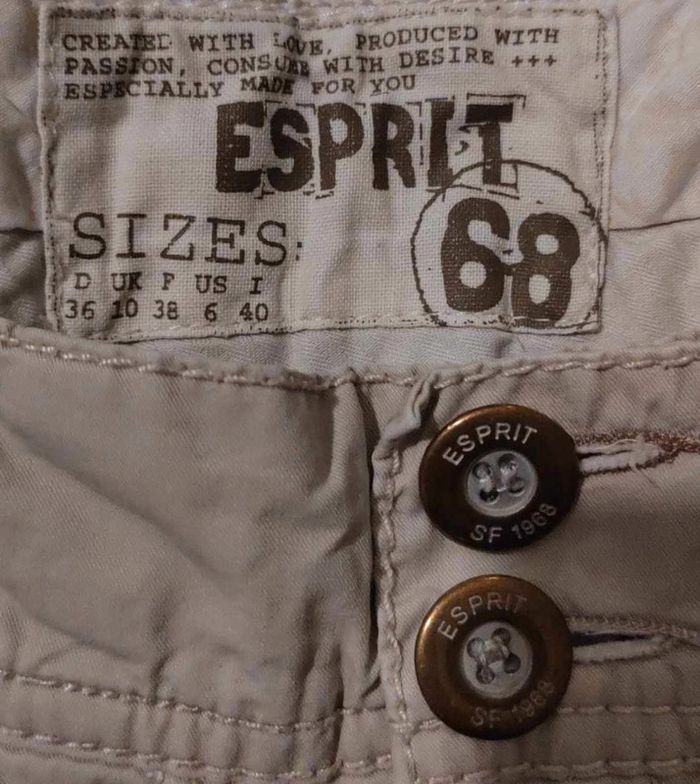 CREATED WITH LOVE, PRODUCED WITH
PASSION, CONSUME WITH DESIRE +++
ESPECIALLY MADE FOR YOU
ESPRIT
68
SIZES:
D UK F US I
36 10 38 6 40
ESPRIT
SF 1968
ESPRIT
SF 1968